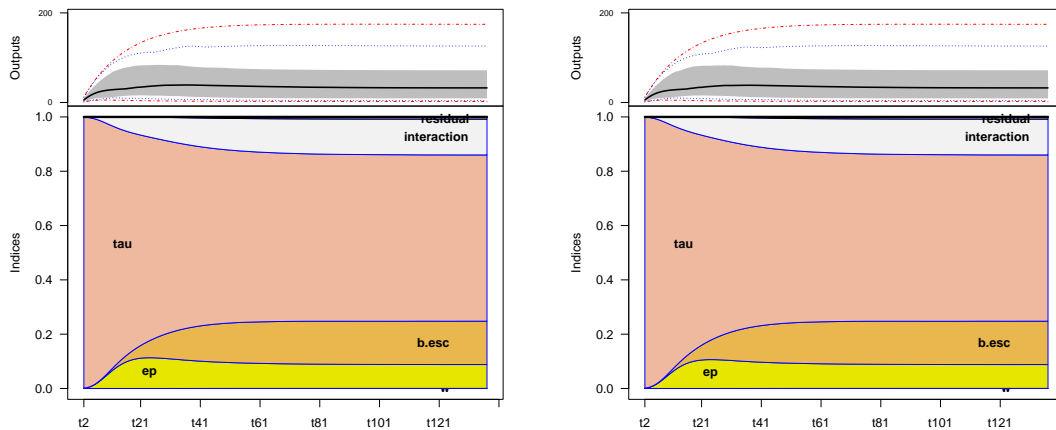 200
Outputs
0
1.0
residual
interaction
0.8
0.6
tau
Indices
0.4
0.2
b.esc
ep
0.0
w
t2 t21 t41 t61 t81 t101 t121
200
Outputs
0
1.0
residual
interaction
0.8
0.6
tau
Indices
0.4
0.2
b.esc
ep
0.0
w
t2 t21 t41 t61 t81 t101 t121